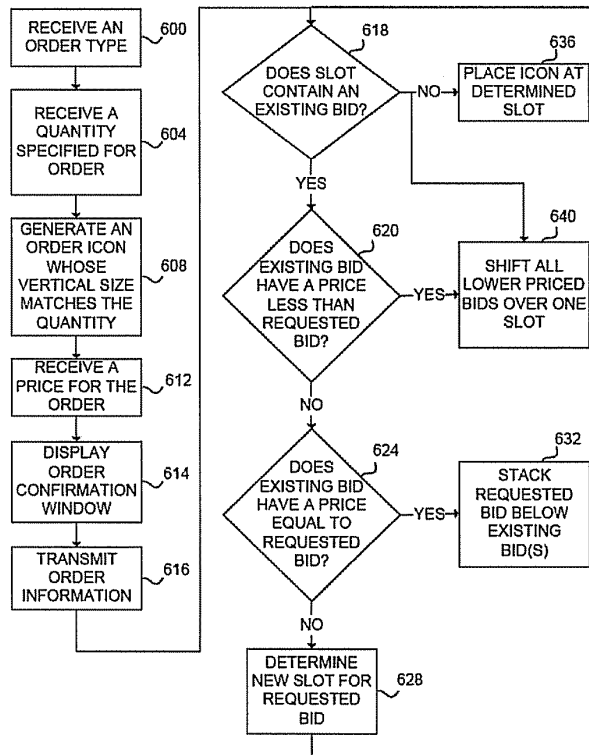 RECEIVE AN
ORDER TYPE
600
RECEIVE A
QUANTITY
SPECIFIED FOR
ORDER
604
GENERATE AN
ORDER ICON
WHOSE
VERTICAL SIZE
MATCHES THE
QUANTITY
608
RECEIVE A
PRICE FOR THE
ORDER
612
DISPLAY
ORDER
CONFIRMATION
WINDOW
614
TRANSMIT
ORDER
INFORMATION
616
618
DOES SLOT
CONTAIN AN
EXISTING BID?
NO
636
PLACE ICON AT
DETERMINED
SLOT
YES
620
DOES
EXISTING BID
HAVE A PRICE
LESS THAN
REQUESTED
BID?
YES
640
SHIFT ALL
LOWER PRICED
BIDS OVER ONE
SLOT
NO
624
DOES
EXISTING BID
HAVE A PRICE
EQUAL TO
REQUESTED
BID?
YES
632
STACK
REQUESTED
BID BELOW
EXISTING
BID(S)
NO
DETERMINE
NEW SLOT FOR
REQUESTED
BID
628